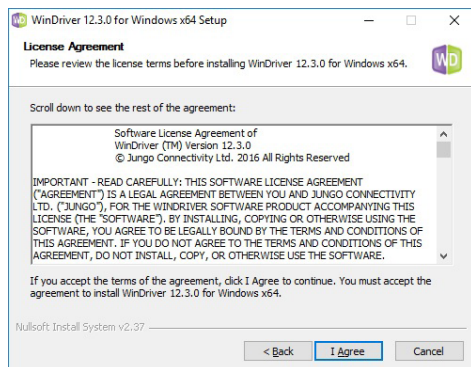 WinDriver 12.3.0 for Windows x64 Setup
License Agreement
Please review the license terms before installing WinDriver 12.3.0 for Windows x64.
WD
Scroll down to see the rest of the agreement:
Software License Agreement of
WinDriver (TM) Version 12.3.0
© Jungo Connectivity Ltd. 2016 All Rights Reserved
IMPORTANT - READ CAREFULLY: THIS SOFTWARE LICENSE AGREEMENT
("AGREEMENT") IS A LEGAL AGREEMENT BETWEEN YOU AND JUNGO CONNECTIVITY
LTD. ("JUNGO"), FOR THE WINDRIVER SOFTWARE PRODUCT ACCOMPANYING THIS
LICENSE (THE "SOFTWARE"). BY INSTALLING, COPYING OR OTHERWISE USING THE
SOFTWARE, YOU AGREE TO BE LEGALLY BOUND BY THE TERMS AND CONDITIONS OF
THIS AGREEMENT. IF YOU DO NOT AGREE TO THE TERMS AND CONDITIONS OF THIS
AGREEMENT, DO NOT INSTALL, COPY, OR OTHERWISE USE THE SOFTWARE.
If you accept the terms of the agreement, click I Agree to continue. You must accept the
agreement to install WinDriver 12.3.0 for Windows x64.
Nullsoft Install System v2.37
< Back
I Agree
Cancel